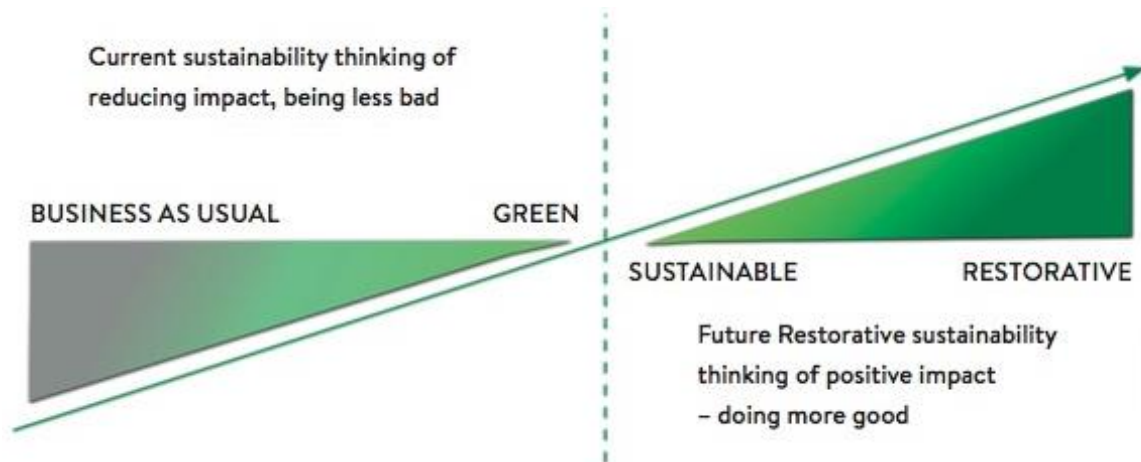 Current sustainability thinking of
reducing impact, being less bad
BUSINESS AS USUAL
GREEN
SUSTAINABLE
RESTORATIVE
Future Restorative sustainability
thinking of positive impact
– doing more good